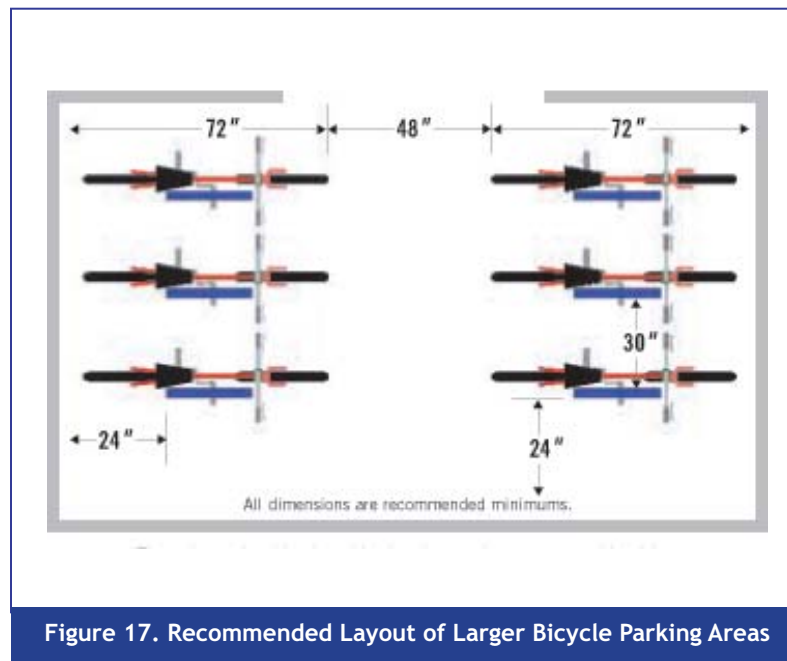 72" 48" 72"
30"
24"
24"
All dimensions are recommended minimums.
Figure 17. Recommended Layout of Larger Bicycle Parking Areas